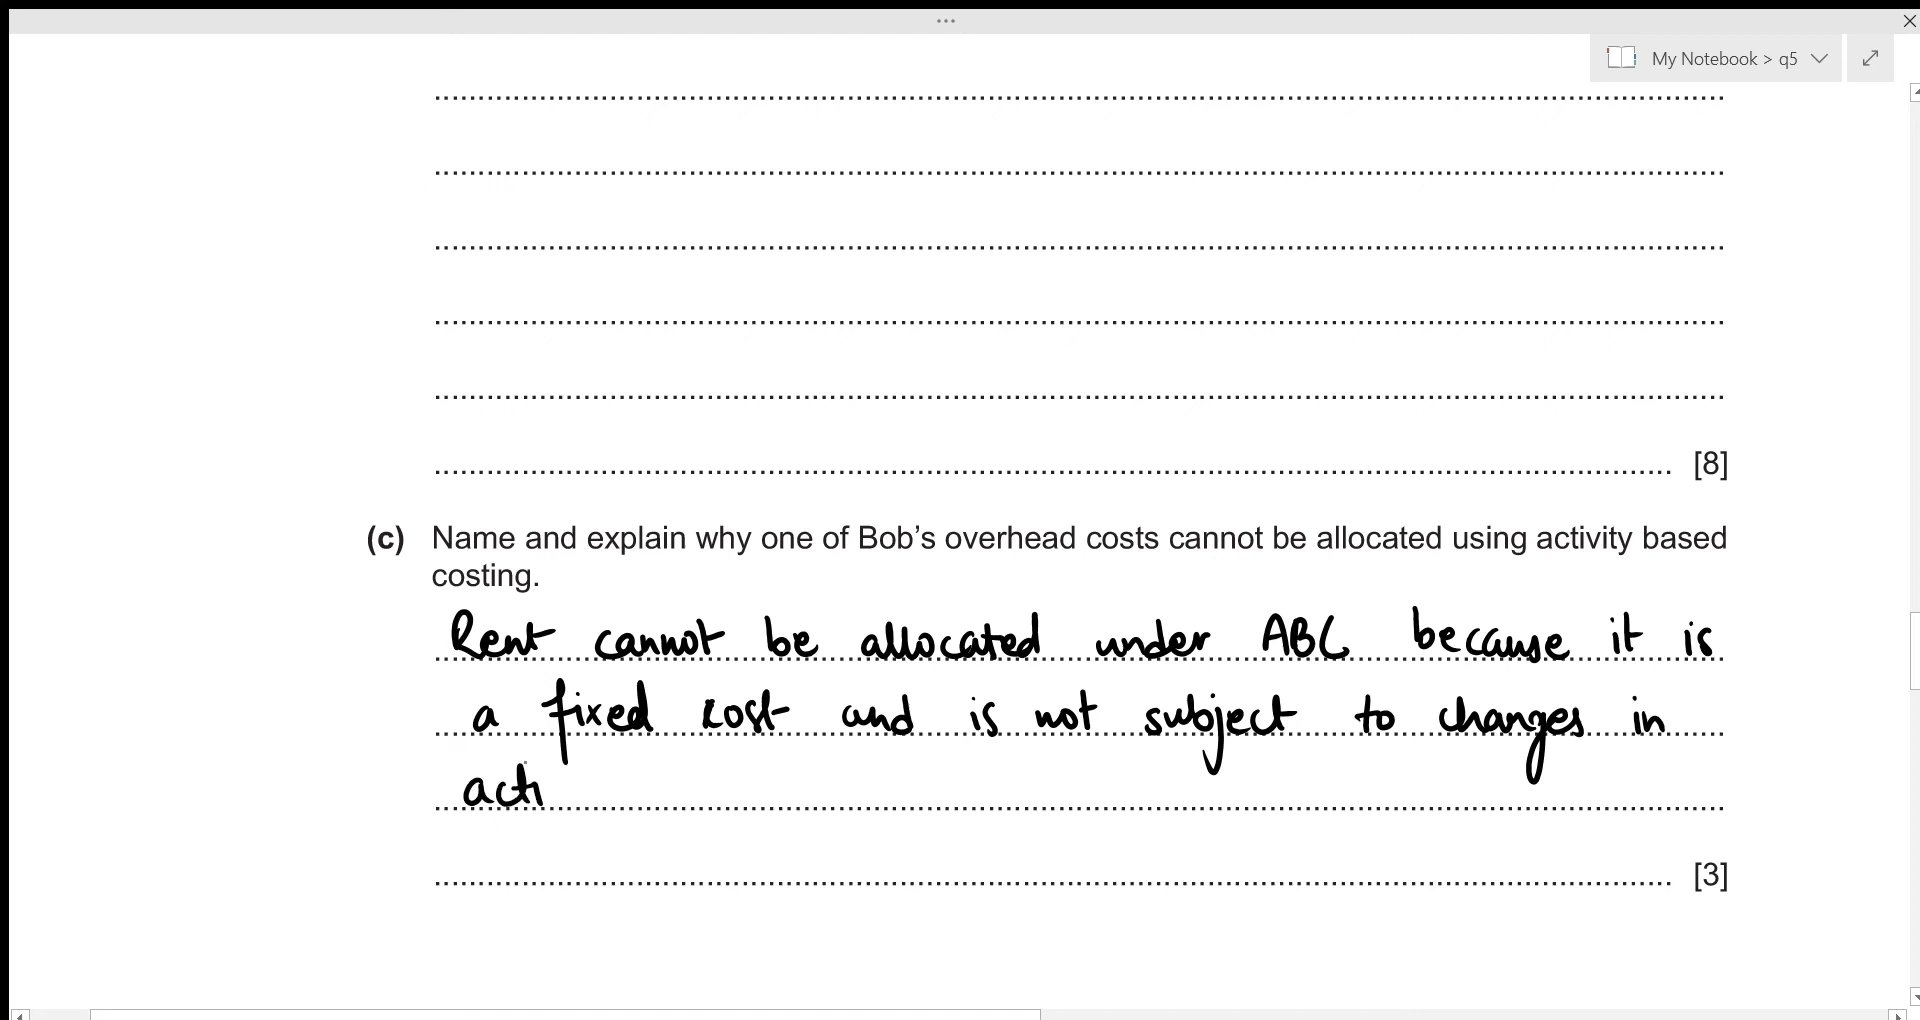 My Notebook > q5
[8]
(c) Name and explain why one of Bob's overhead costs cannot be allocated using activity based
costing.
Rent cannot be allocated under ABC because it is
a fixed cost and is not subject to changes in
acti
[3]